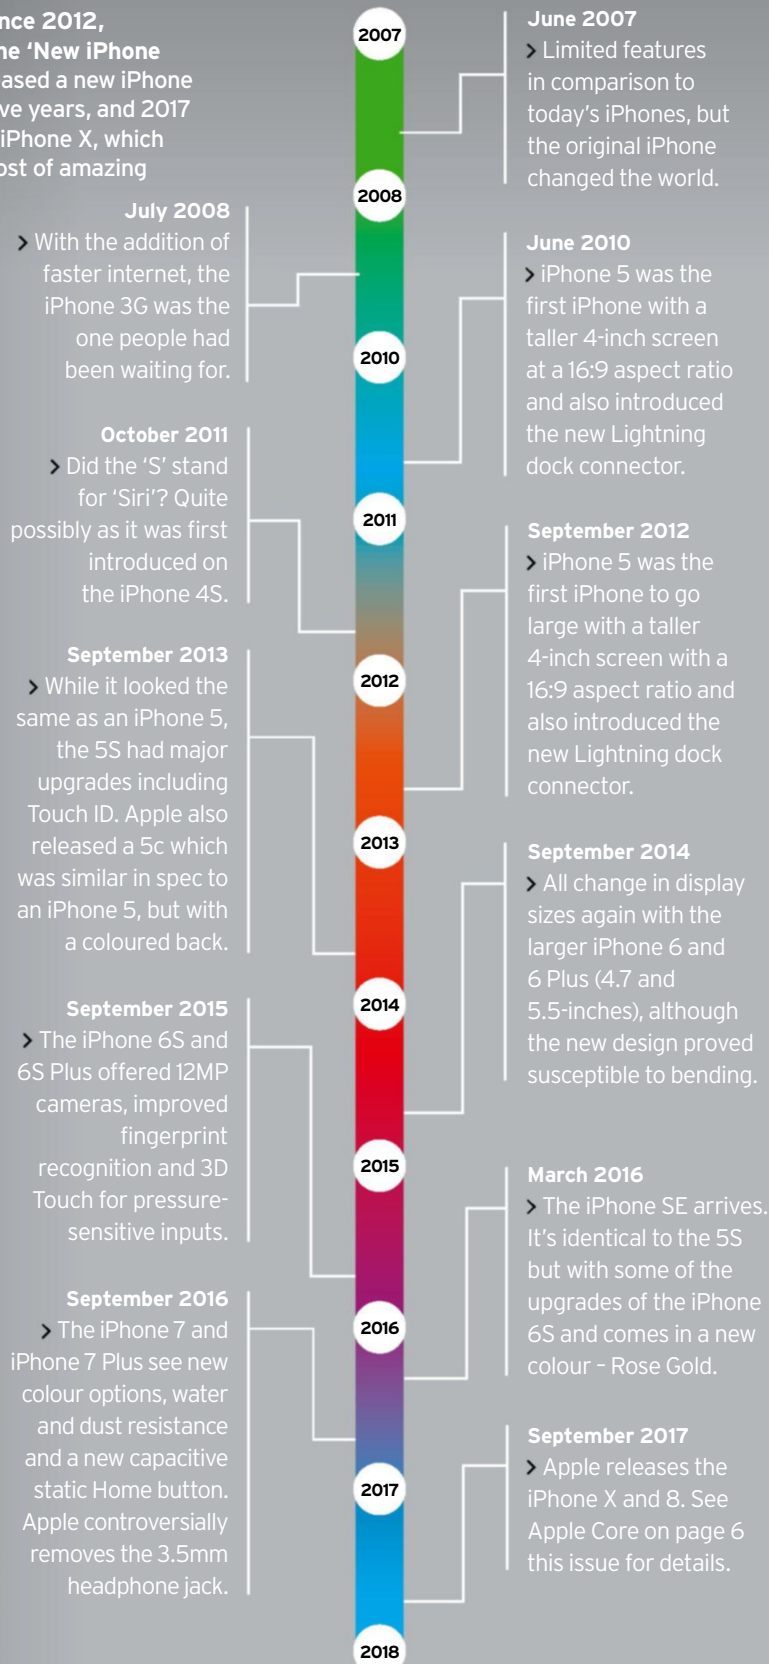 nce 2012,
ne ‘New iPhone
ased a new iPhone
ve years, and 2017
iPhone X, which
ost of amazing
2007
June 2007
> Limited features
in comparison to
today’s iPhones, but
the original iPhone
changed the world.
2008
July 2008
> With the addition of
faster internet, the
iPhone 3G was the
one people had
been waiting for.
2010
June 2010
> iPhone 5 was the
first iPhone with a
taller 4-inch screen
at a 16:9 aspect ratio
and also introduced
the new Lightning
dock connector.
2011
October 2011
> Did the ‘S’ stand
for ‘Siri’? Quite
possibly as it was first
introduced on
the iPhone 4S.
2012
September 2012
> iPhone 5 was the
first iPhone to go
large with a taller
4-inch screen with a
16:9 aspect ratio and
also introduced the
new Lightning dock
connector.
2013
September 2013
> While it looked the
same as an iPhone 5,
the 5S had major
upgrades including
Touch ID. Apple also
released a 5c which
was similar in spec to
an iPhone 5, but with
a coloured back.
2014
September 2014
> All change in display
sizes again with the
larger iPhone 6 and
6 Plus (4.7 and
5.5-inches), although
the new design proved
susceptible to bending.
2015
September 2015
> The iPhone 6S and
6S Plus offered 12MP
cameras, improved
fingerprint
recognition and 3D
Touch for pressure-
sensitive inputs.
2016
March 2016
> The iPhone SE arrives.
It’s identical to the 5S
but with some of the
upgrades of the iPhone
6S and comes in a new
colour – Rose Gold.
September 2016
> The iPhone 7 and
iPhone 7 Plus see new
colour options, water
and dust resistance
and a new capacitive
static Home button.
Apple controversially
removes the 3.5mm
headphone jack.
2017
September 2017
> Apple releases the
iPhone X and 8. See
Apple Core on page 6
this issue for details.
2018